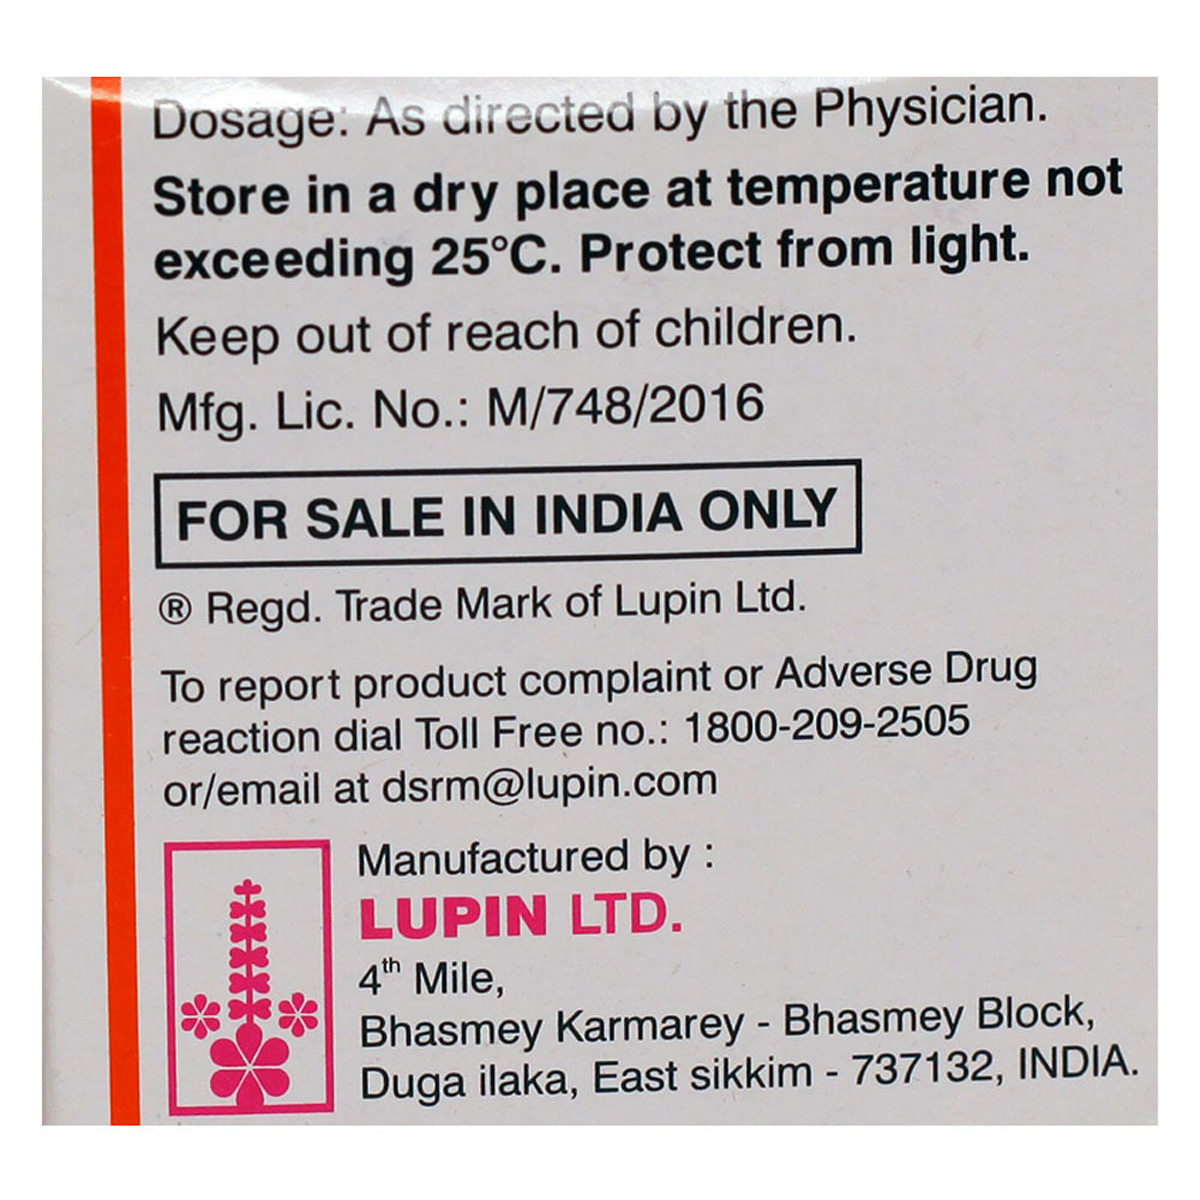 Dosage: As directed by the Physician.
Store in a dry place at temperature not
exceeding 25°C. Protect from light.
Keep out of reach of children.
Mfg. Lic. No.: M/748/2016
FOR SALE IN INDIA ONLY
® Regd. Trade Mark of Lupin Ltd.
To report product complaint or Adverse Drug
reaction dial Toll Free no.: 1800-209-2505
or/email at dsrm@lupin.com
Manufactured by :
LUPIN LTD.
4th Mile,
Bhasmey Karmarey - Bhasmey Block,
Duga ilaka, East sikkim - 737132, INDIA.